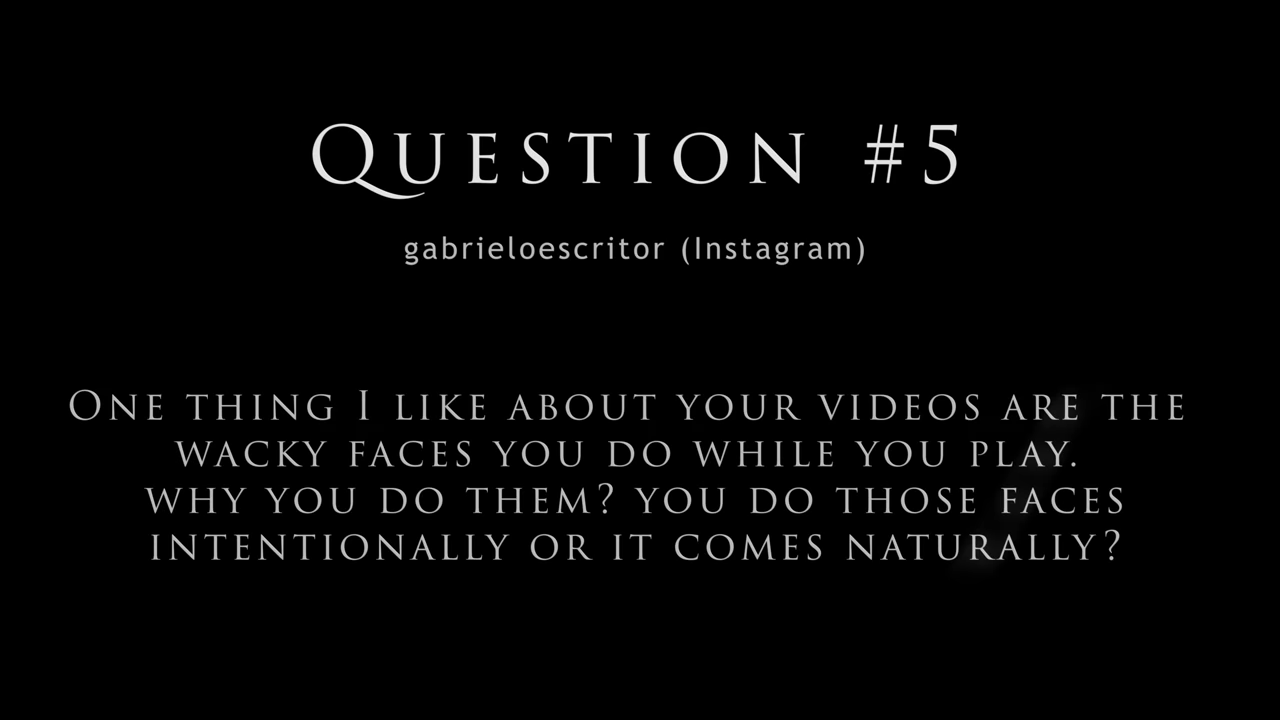 Question #5
gabrieloescritor (Instagram)
One thing I like about your videos are the
wacky faces you do while you play.
why you do them? you do those faces
intentionally or it comes naturally?